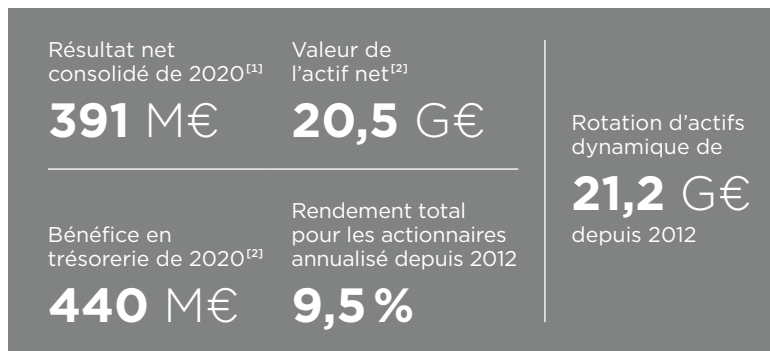 Résultat net
consolidé de 2020[1]
391 M€
Valeur de
l’actif net[2]
20,5 G€
Bénéfice en
trésorerie de 2020[2]
440 M€
Rendement total
pour les actionnaires
annualisé depuis 2012
9,5 %
Rotation d’actifs
dynamique de
21,2 G€
depuis 2012